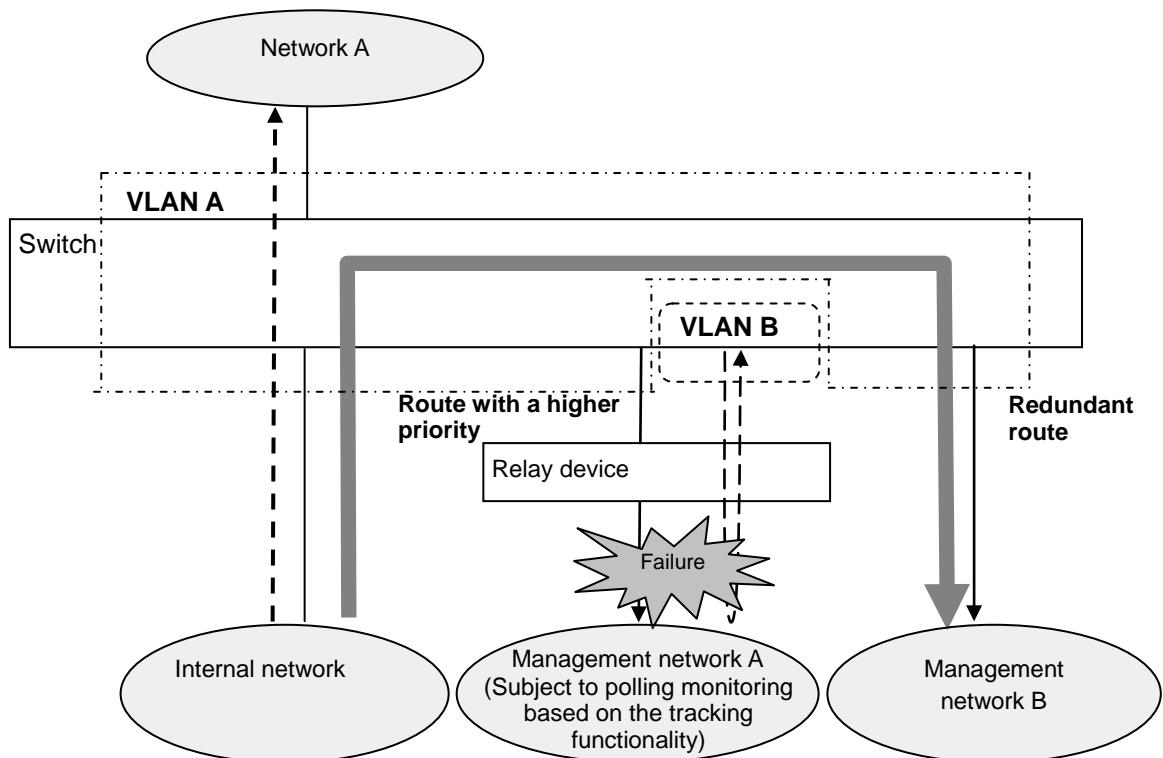 Network A
VLAN A
Switch
VLAN B
Route with a higher
priority
Redundant
route
Relay device
Failure
Internal network
Management network A
(Subject to polling monitoring
based on the tracking
functionality)
Management
network B